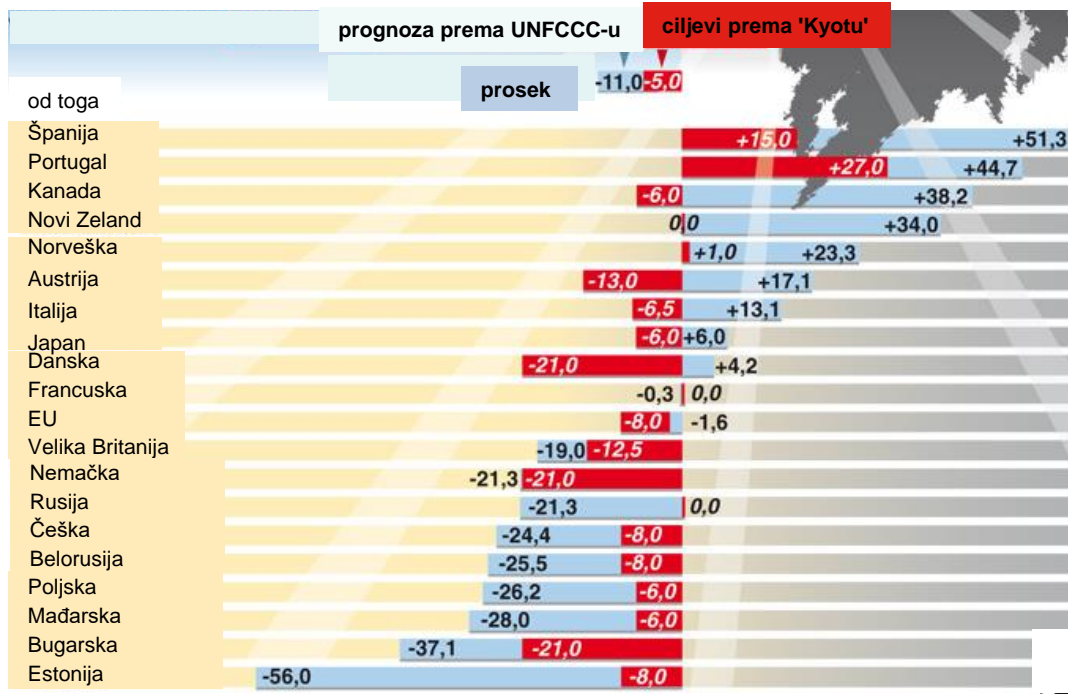 prognoza prema UNFCCC-u ciljevi prema 'Kyotu'
prosek -11,0 -5,0
od toga
Španija +15,0 +51,3
Portugal +27,0 +44,7
Kanada -6,0 +38,2
Novi Zeland 0,0 +34,0
Norveška +1,0 +23,3
Austrija -13,0 +17,1
Italija -6,5 +13,1
Japan -6,0 +6,0
Danska -21,0 +4,2
Francuska -0,3 0,0
EU -8,0 -1,6
Velika Britanija -19,0 -12,5
Nemačka -21,3 -21,0
Rusija -21,3 0,0
Češka -24,4 -8,0
Belorusija -25,5 -8,0
Poljska -26,2 -6,0
Mađarska -28,0 -6,0
Bugarska -37,1 -21,0
Estonija -56,0 -8,0